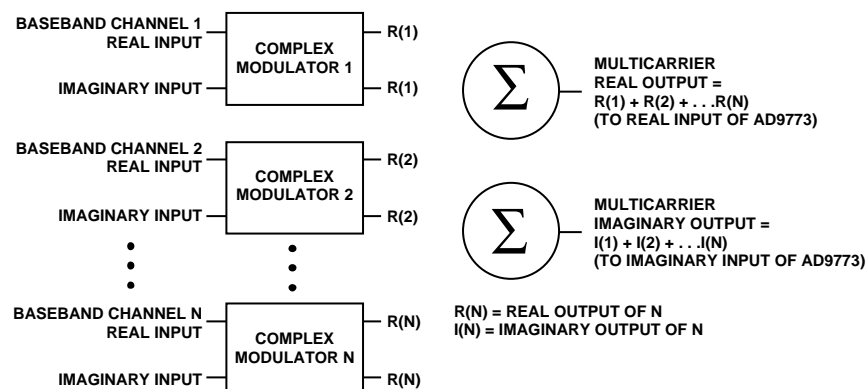 BASEBAND CHANNEL 1
REAL INPUT
IMAGINARY INPUT
COMPLEX
MODULATOR 1
R(1)
R(1)
BASEBAND CHANNEL 2
REAL INPUT
IMAGINARY INPUT
COMPLEX
MODULATOR 2
R(2)
R(2)
BASEBAND CHANNEL N
REAL INPUT
IMAGINARY INPUT
COMPLEX
MODULATOR N
R(N)
R(N)
Σ
MULTICARRIER
REAL OUTPUT =
R(1) + R(2) + . . .R(N)
(TO REAL INPUT OF AD9773)
Σ
MULTICARRIER
IMAGINARY OUTPUT =
I(1) + I(2) + . . .I(N)
(TO IMAGINARY INPUT OF AD9773)
R(N) = REAL OUTPUT OF N
I(N) = IMAGINARY OUTPUT OF N